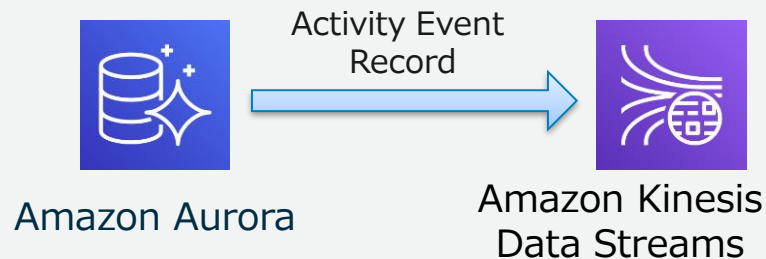 Activity Event
Record
Amazon Aurora
Amazon Kinesis
Data Streams